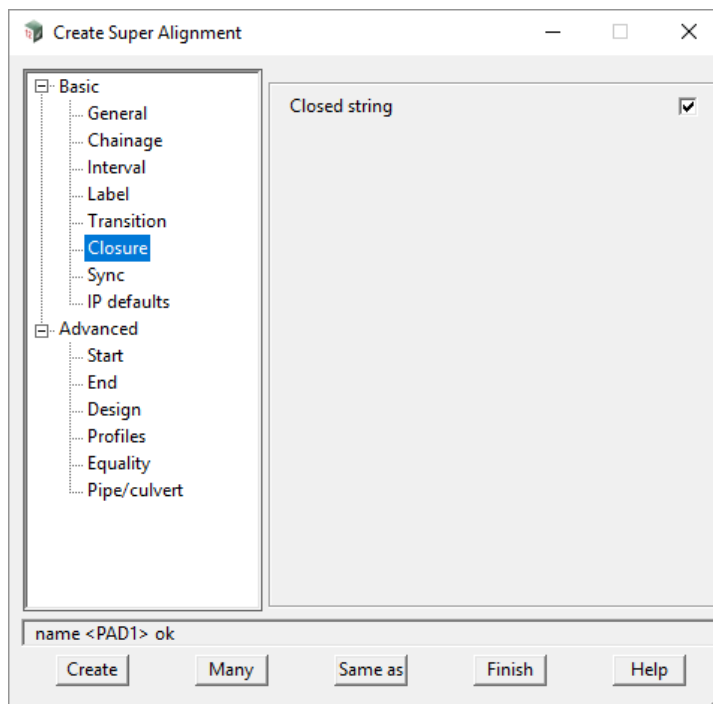 Create Super Alignment
Basic
General
Chainage
Interval
Label
Transition
Closure
Sync
IP defaults
Advanced
Start
End
Design
Profiles
Equality
Pipe/culvert
Closed string
name <PAD1> ok
Create Many Same as Finish Help